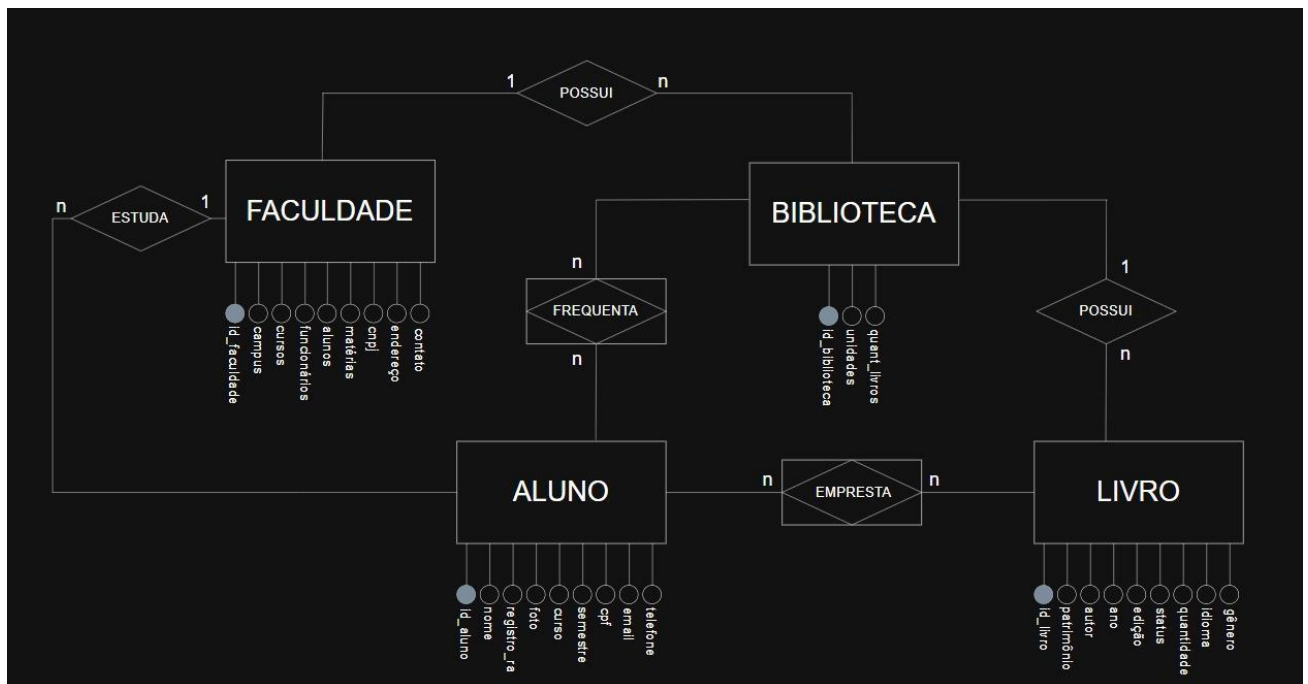 1
POSSUI
n
n
ESTUDA
1
FACULDADE
BIBLIOTECA
id_faculdade
campus
cursos
funcionários
alunos
matérias
cnpj
endereço
contato
n
FREQUENTA
n
id_biblioteca
unidades
quant_livros
1
POSSUI
n
ALUNO
n
EMPRESTA
n
LIVRO
id_aluno
nome
registro_ra
foto
curso
semestre
cpf
email
telefone
id_livro
patrimônio
autor
ano
edição
status
quantidade
idioma
gênero